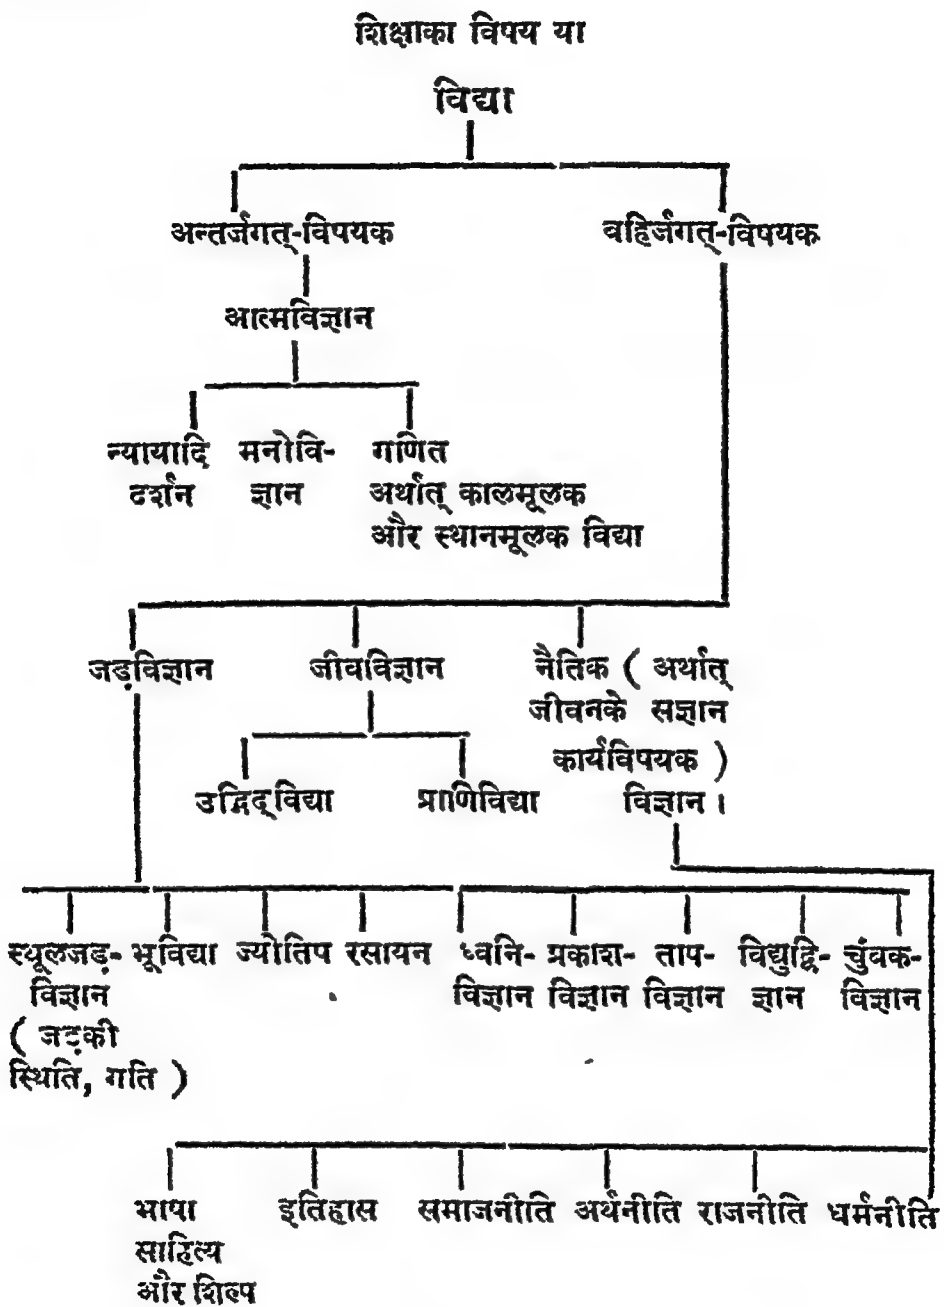 शिक्षाका विषय या
विद्या
अन्तर्जगत्-विषयक वहिर्जगत्-विषयक
आत्मविज्ञान
न्यायादि मनोवि- गणित
दर्शन ज्ञान अर्थात् कालमूलक
और स्थानमूलक विद्या
जड़विज्ञान जीवविज्ञान नैतिक ( अर्थात्
जीवनके सज्ञान
कार्यविषयक )
उद्भिद्विद्या प्राणिविद्या विज्ञान ।
स्थूलजड़- भूविद्या ज्योतिष रसायन ध्वनि- प्रकाश- ताप- विद्युद्वि- चुंवक-
विज्ञान विज्ञान विज्ञान विज्ञान ज्ञान विज्ञान
( जड़की
स्थिति, गति )
भाषा इतिहास समाजनीति अर्थनीति राजनीति धर्मनीति
साहित्य
और शिल्प